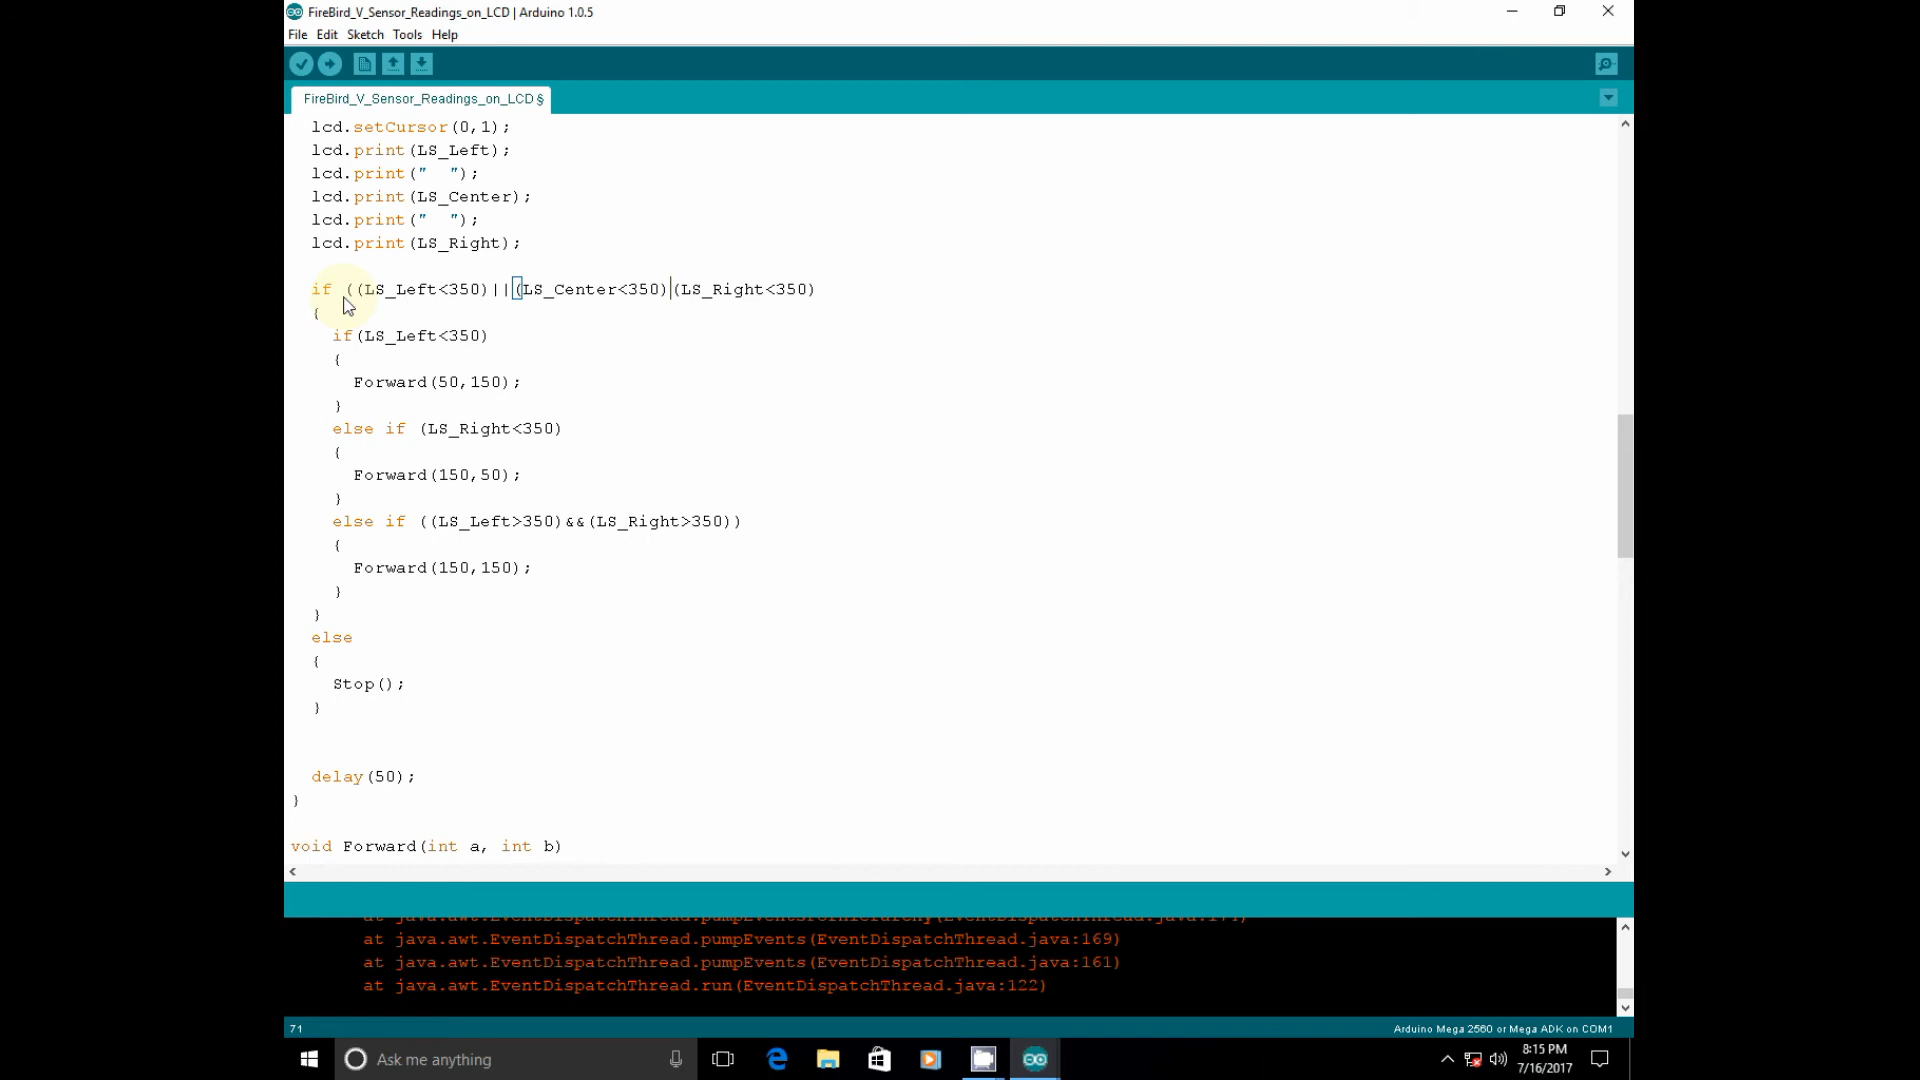 FireBird_V_Sensor_Readings_on_LCD | Arduino 1.0.5
File Edit Sketch Tools Help
FireBird_V_Sensor_Readings_on_LCD §
lcd.setCursor(0,1);
lcd.print(LS_Left);
lcd.print("  ");
lcd.print(LS_Center);
lcd.print("  ");
lcd.print(LS_Right);
if ((LS_Left<350)||(LS_Center<350)(LS_Right<350)
{
if(LS_Left<350)
{
Forward(50,150);
}
else if (LS_Right<350)
{
Forward(150,50);
}
else if ((LS_Left>350)&&(LS_Right>350))
{
Forward(150,150);
}
}
else
{
Stop();
}
delay(50);
}
void Forward(int a, int b)
at java.awt.EventDispatchThread.pumpEventsForHierarchy(EventDispatchThread.java:174)
at java.awt.EventDispatchThread.pumpEvents(EventDispatchThread.java:169)
at java.awt.EventDispatchThread.pumpEvents(EventDispatchThread.java:161)
at java.awt.EventDispatchThread.run(EventDispatchThread.java:122)
71 Arduino Mega 2560 or Mega ADK on COM1
Ask me anything
8:15 PM
7/16/2017